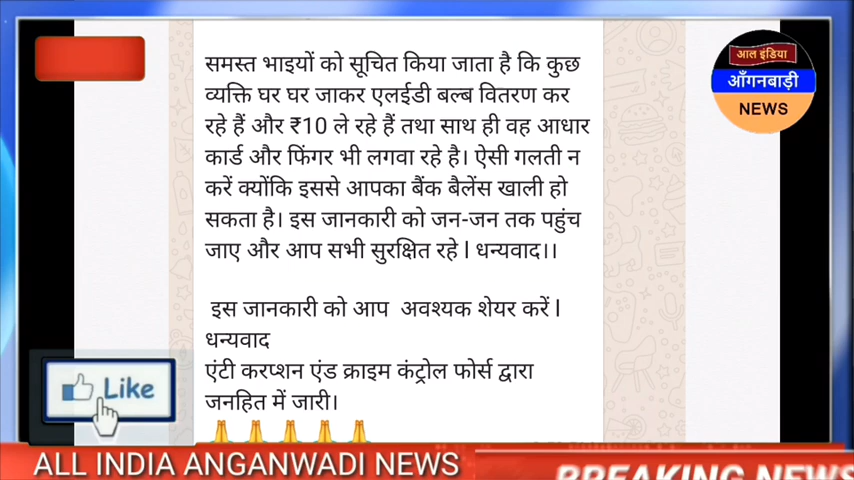 समस्त भाइयों को सूचित किया जाता है कि कुछ
व्यक्ति घर घर जाकर एलईडी बल्ब वितरण कर
रहे हैं और ₹10 ले रहे हैं तथा साथ ही वह आधार
कार्ड और फिंगर भी लगवा रहे है। ऐसी गलती न
करें क्योंकि इससे आपका बैंक बैलेंस खाली हो
सकता है। इस जानकारी को जन-जन तक पहुंच
जाए और आप सभी सुरक्षित रहे | धन्यवाद।।
इस जानकारी को आप अवश्यक शेयर करें |
धन्यवाद
एंटी करप्शन एंड क्राइम कंट्रोल फोर्स द्वारा
जनहित में जारी।
आल इंडिया
आँगनबाड़ी
NEWS
Like
ALL INDIA ANGANWADI NEWS
BREAKING NEWS